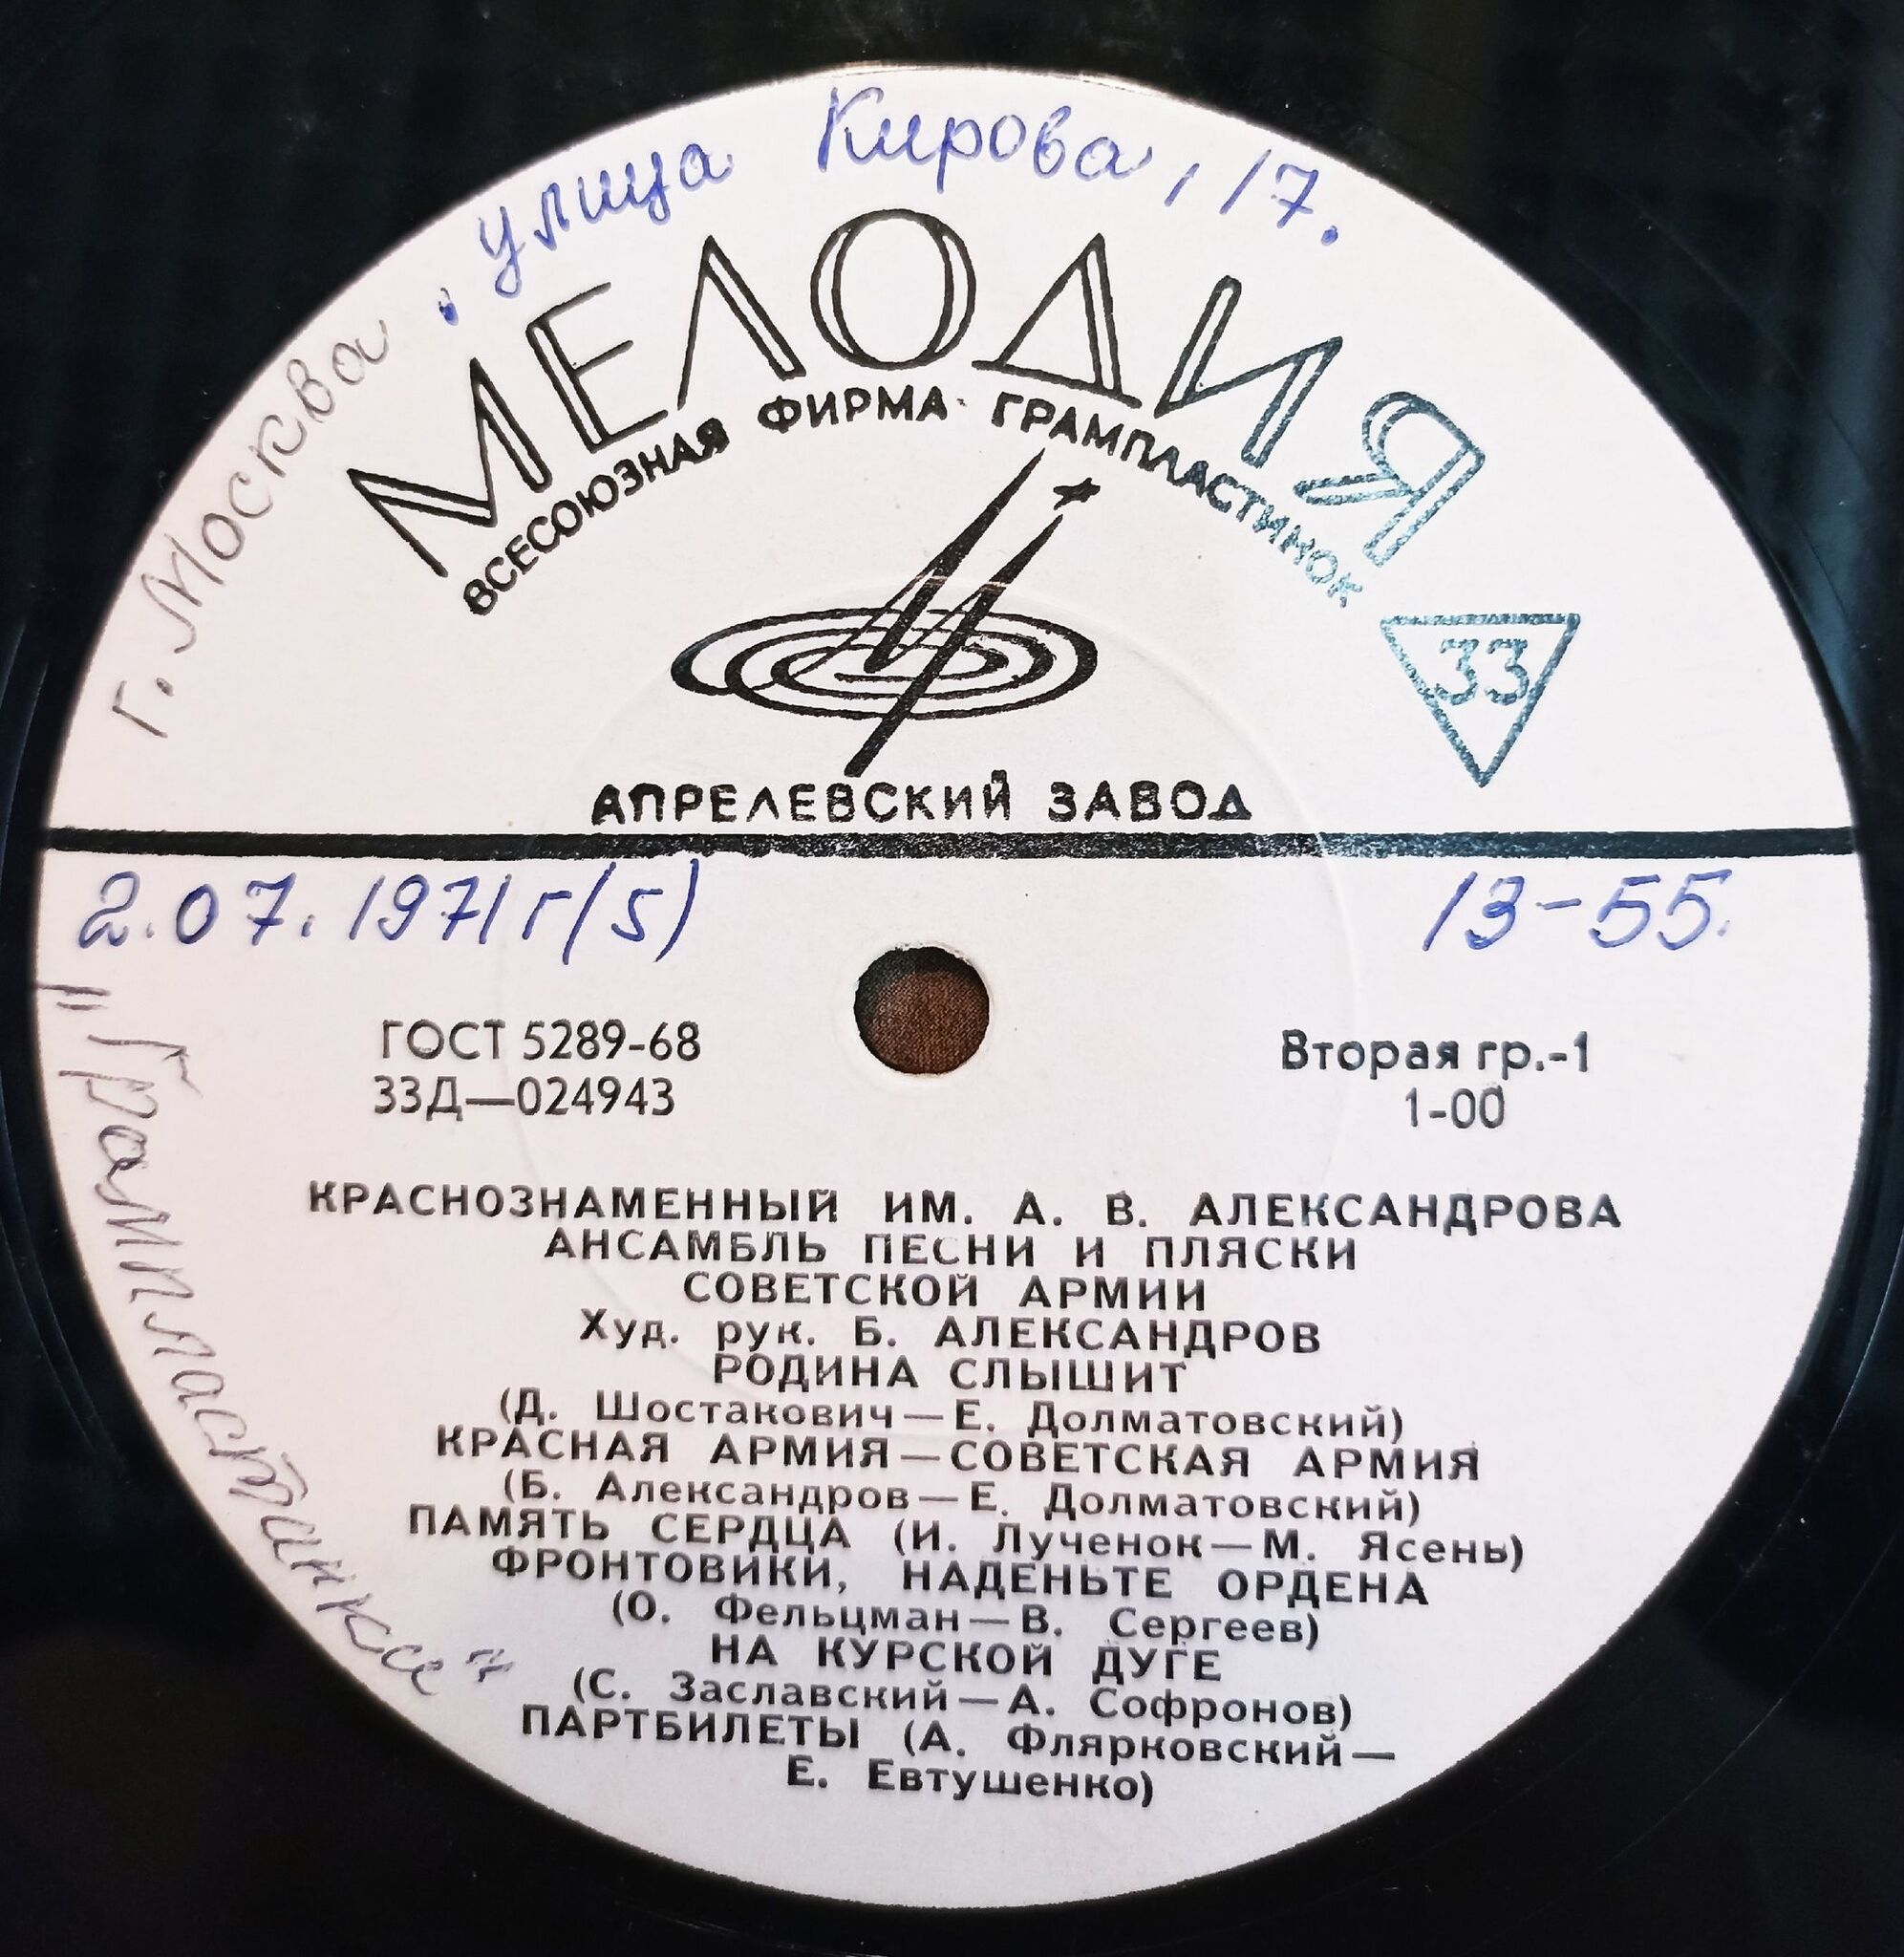 г. Москва. улица Кирова, 17.
МЕЛОДИЯ
ВСЕСОЮЗНАЯ ФИРМА ГРАМПЛАСТИНОК
33
АПРЕЛЕВСКИЙ ЗАВОД
2.07.1971г/5)
13-55.
"Грампластинки"
ГОСТ 5289-68
33Д—024943
Вторая гр.-1
1-00
КРАСНОЗНАМЕННЫЙ ИМ. А. В. АЛЕКСАНДРОВА
АНСАМБЛЬ ПЕСНИ И ПЛЯСКИ
СОВЕТСКОЙ АРМИИ
Худ. рук. Б. АЛЕКСАНДРОВ
РОДИНА СЛЫШИТ
(Д. Шостакович—Е. Долматовский)
КРАСНАЯ АРМИЯ—СОВЕТСКАЯ АРМИЯ
(Б. Александров—Е. Долматовский)
ПАМЯТЬ СЕРДЦА (И. Лученок—М. Ясень)
ФРОНТОВИКИ, НАДЕНЬТЕ ОРДЕНА
(О. Фельцман—В. Сергеев)
НА КУРСКОЙ ДУГЕ
(С. Заславский—А. Софронов)
ПАРТБИЛЕТЫ (А. Флярковский—
Е. Евтушенко)